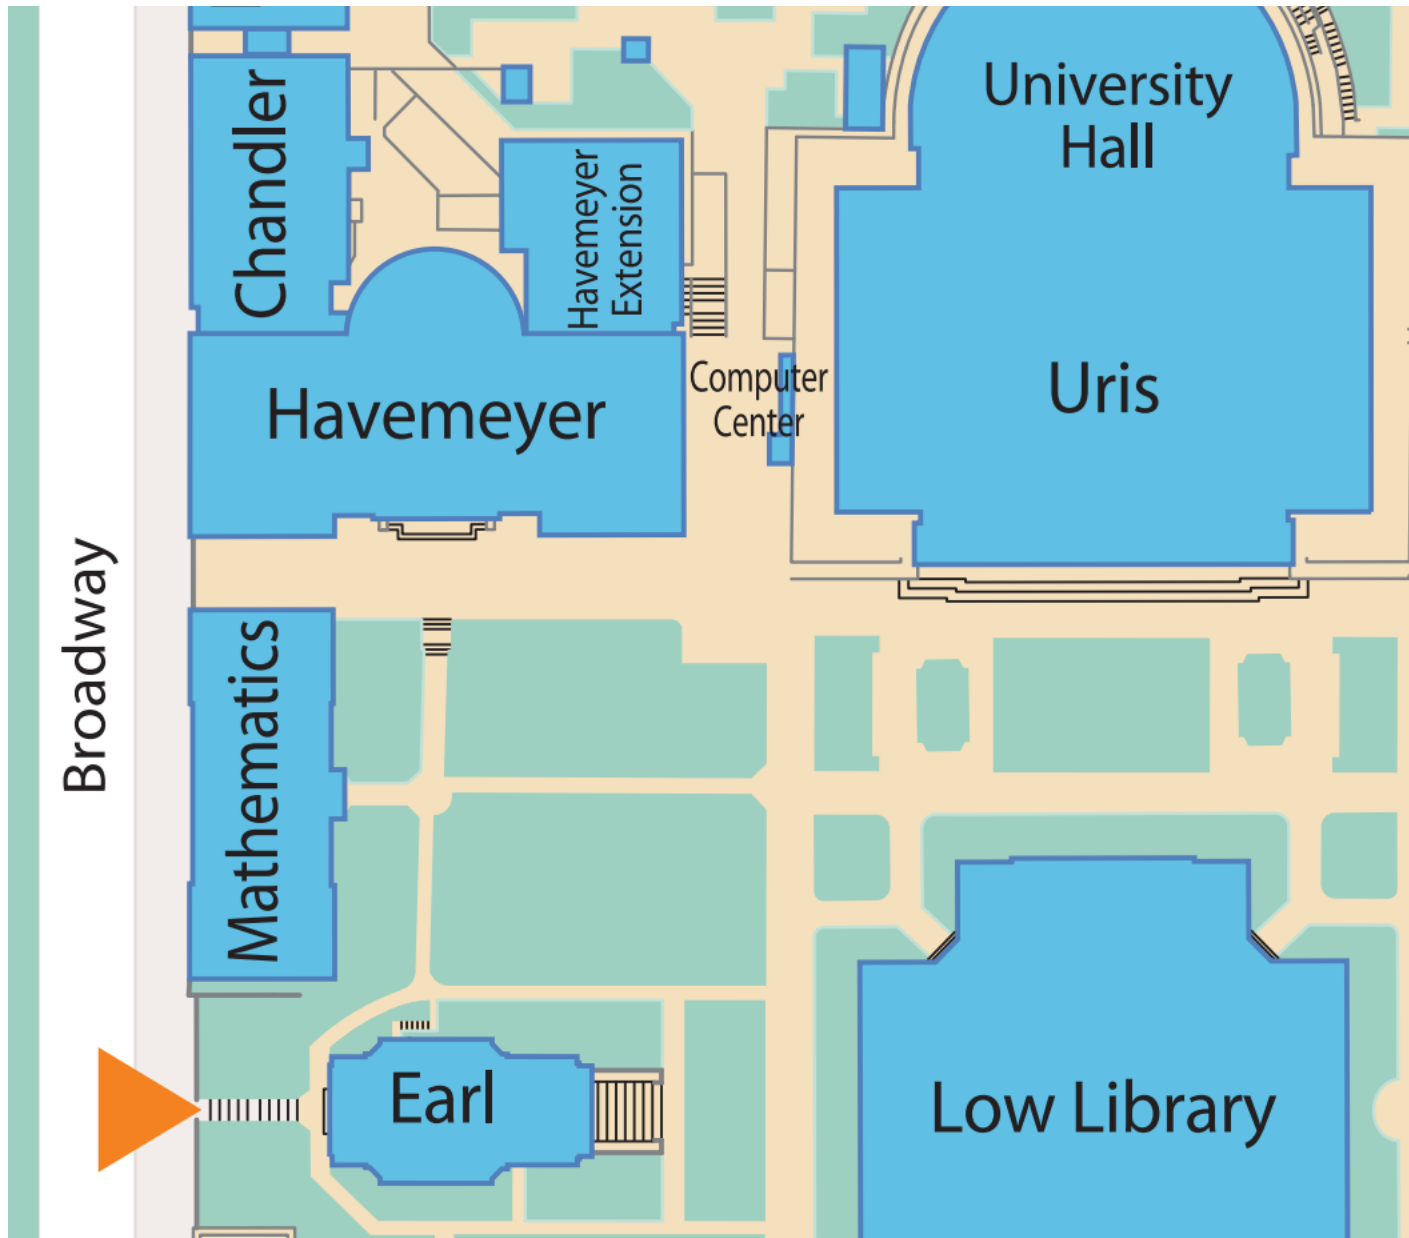 Chandler
University
Hall
Havemeyer
Extension
Havemeyer
Computer
Center
Uris
Broadway
Mathematics
Earl
Low Library